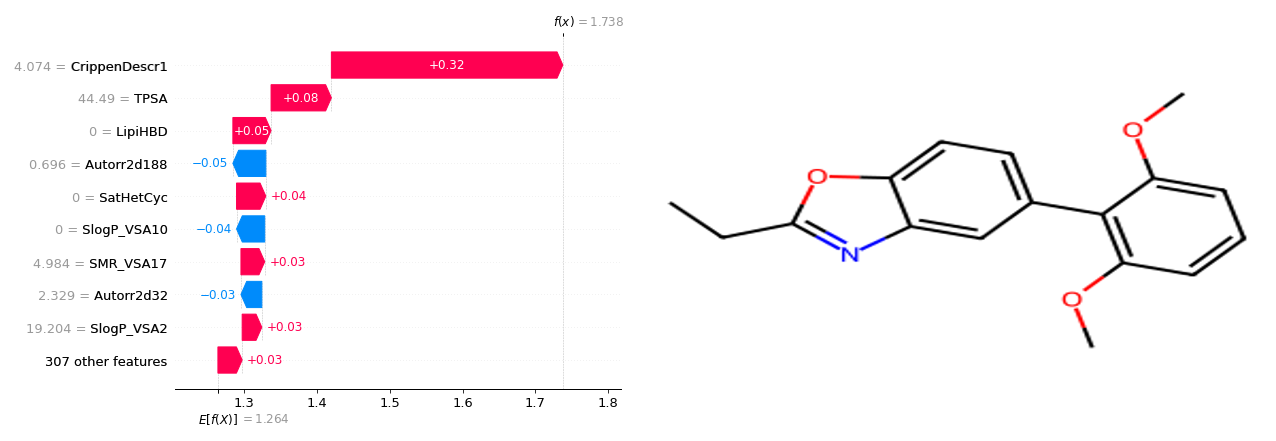 f(x) = 1.738
4.074 = CrippenDescr1
+0.32
44.49 = TPSA
+0.08
0 = LipiHBD
+0.05
0.696 = Autorr2d188
−0.05
0 = SatHetCyc
+0.04
0 = SlogP_VSA10
−0.04
4.984 = SMR_VSA17
+0.03
2.329 = Autorr2d32
−0.03
19.204 = SlogP_VSA2
+0.03
307 other features
+0.03
1.3 1.4 1.5 1.6 1.7 1.8
E[f(X)] = 1.264
O
O
N
O